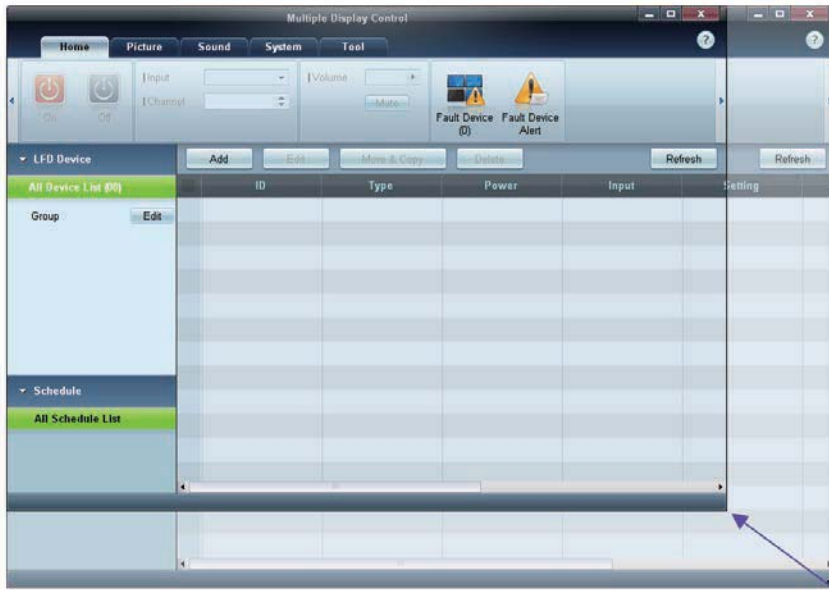 Multiple Display Control
Home Picture Sound System Tool
Input
Volume
On Off
Channel
Mute
Fault Device (0)
Fault Device Alert
LFD Device
Add Edit Move & Copy Delete Refresh Refresh
All Device List (00)
ID Type Power Input Setting
Group Edit
Schedule
All Schedule List